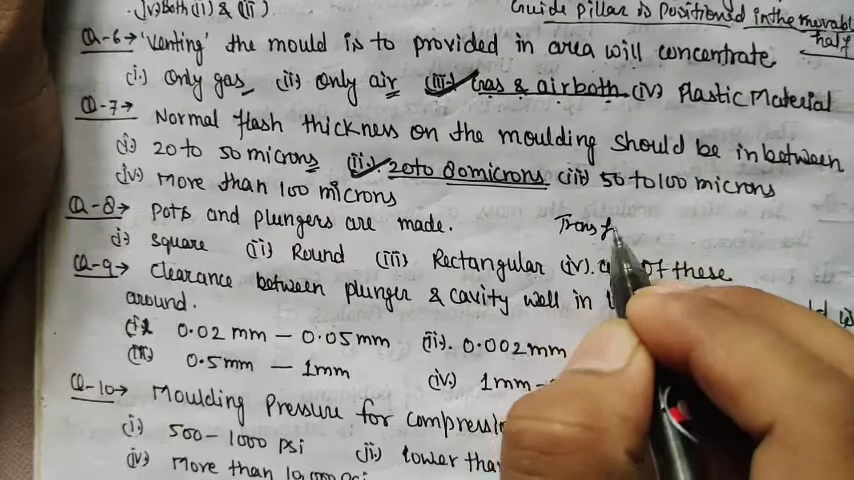 (iv) Both (i) & (ii)
Guide pillar is positioned in the movable half
Q-6→ 'Venting' the mould is to provided in area will concentrate
(i.) only gas (ii) only air (iii.) Gas & air both (iv) Plastic Material
Q-7→ Normal flash thickness on the moulding should be in between
(i) 20 to 50 microns (ii.) 20 to 80 microns (iii) 50 to 100 microns
(iv) More than 100 microns
Q-8→ Pots and plungers are made. Transf
(i) square (ii) Round (iii) Rectangular (iv). of these
Q-9→ Clearance between plunger & cavity well in
around.
(i) 0.02 mm — 0.05 mm (ii). 0.002 mm
(iii) 0.5 mm — 1 mm (iv) 1 mm -
Q-10→ Moulding Pressure for
(i) 500 - 1000 psi (ii) lower
(iv) More than